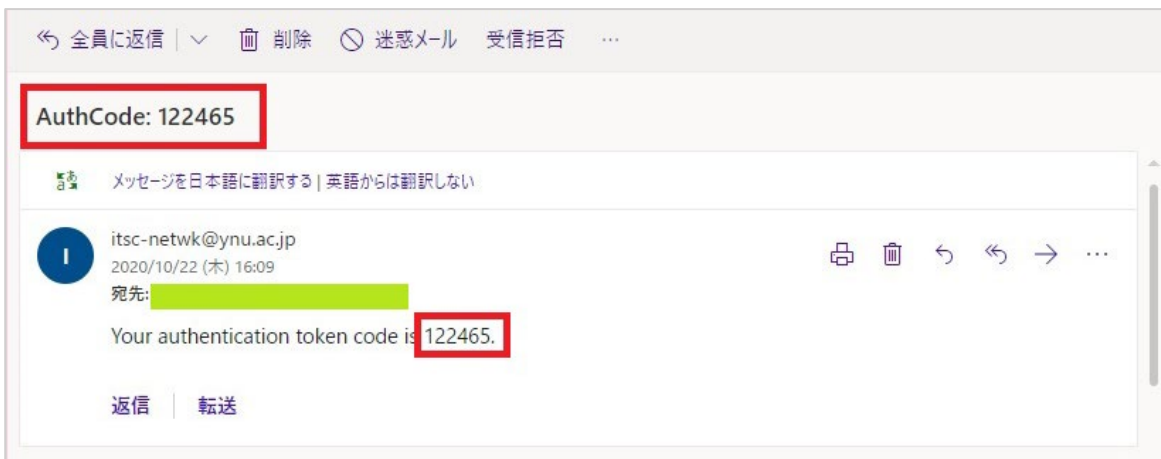 全員に返信 削除 迷惑メール 受信拒否 …
AuthCode: 122465
メッセージを日本語に翻訳する | 英語からは翻訳しない
I
itsc-netwk@ynu.ac.jp
2020/10/22 (木) 16:09
宛先:
Your authentication token code is 122465.
返信 転送